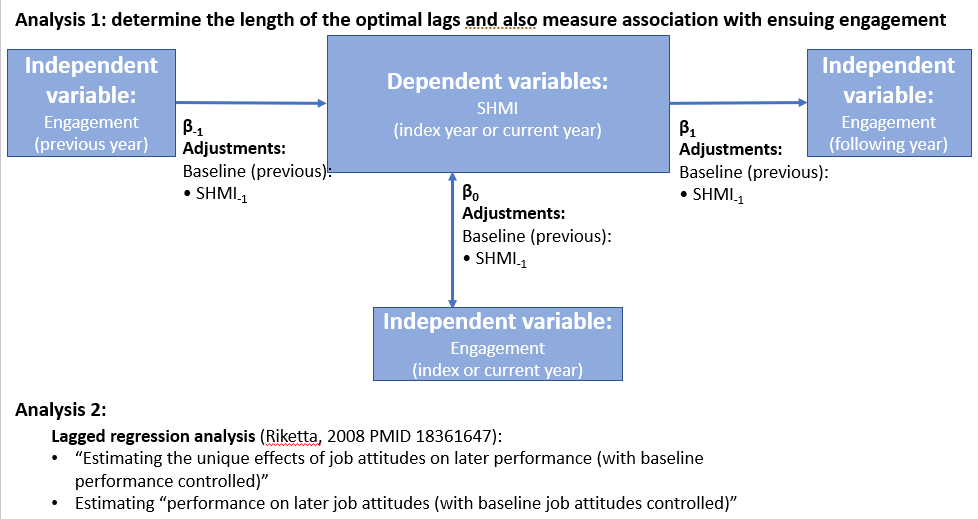 Analysis 1: determine the length of the optimal lags and also measure association with ensuing engagement
Independent
variable:
Engagement
(previous year)
β-1
Adjustments:
Baseline (previous):
• SHMI-1
Dependent variables:
SHMI
(index year or current year)
β1
Adjustments:
Baseline (previous):
• SHMI-1
Independent
variable:
Engagement
(following year)
β0
Adjustments:
Baseline (previous):
• SHMI-1
Independent variable:
Engagement
(index or current year)
Analysis 2:
Lagged regression analysis (Riketta, 2008 PMID 18361647):
• “Estimating the unique effects of job attitudes on later performance (with baseline
performance controlled)”
• Estimating “performance on later job attitudes (with baseline job attitudes controlled)”